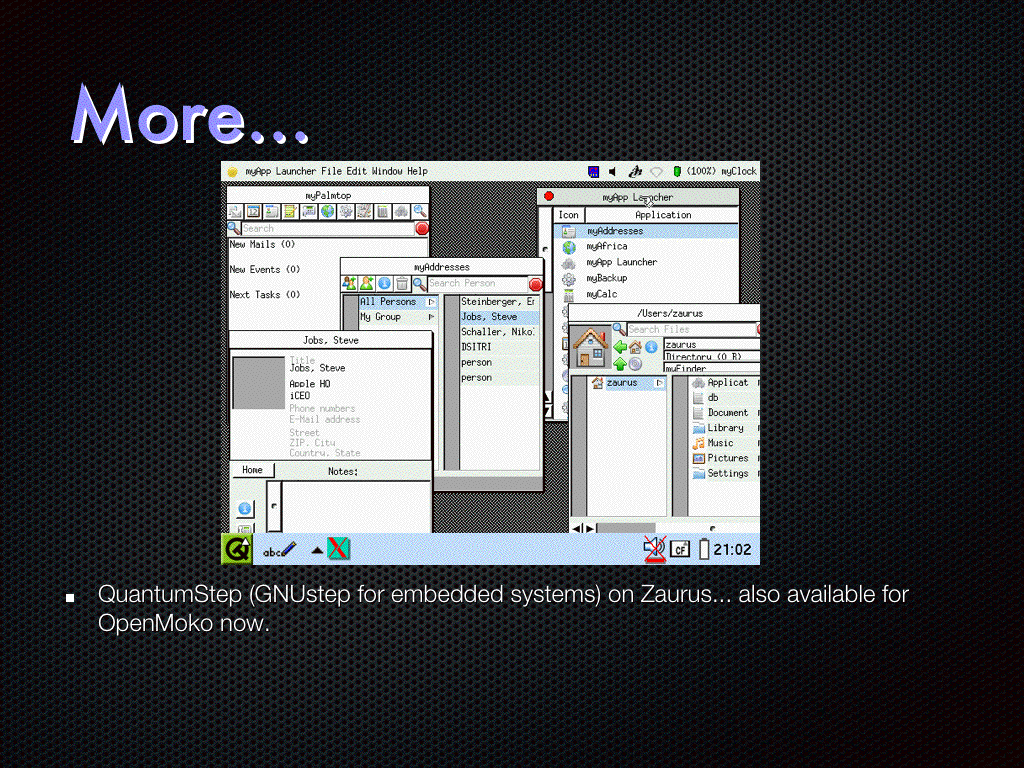 More...
myApp Launcher File Edit Window Help
(100%) myClock
myPalmtop
Search
New Mails (0)
New Events (0)
Next Tasks (0)
myAddresses
Search Person
All Persons
My Group
Steinberger, Er
Jobs, Steve
Schaller, Niko
DSITRI
person
person
Jobs, Steve
Title
Jobs, Steve
Apple HQ
iCEO
Phone numbers
E-Mail address
Street
ZIP, City
Country, State
Home
Notes:
myApp Launcher
Icon
Application
myAddresses
myAfrica
myApp Launcher
myBackup
myCalc
/Users/zaurus
Search Files
zaurus
Directory (0 B)
myFinder
zaurus
Applicat
db
Document
Library
Music
Pictures
Settings
abc
CF
21:02
QuantumStep (GNUstep for embedded systems) on Zaurus... also available for
OpenMoko now.